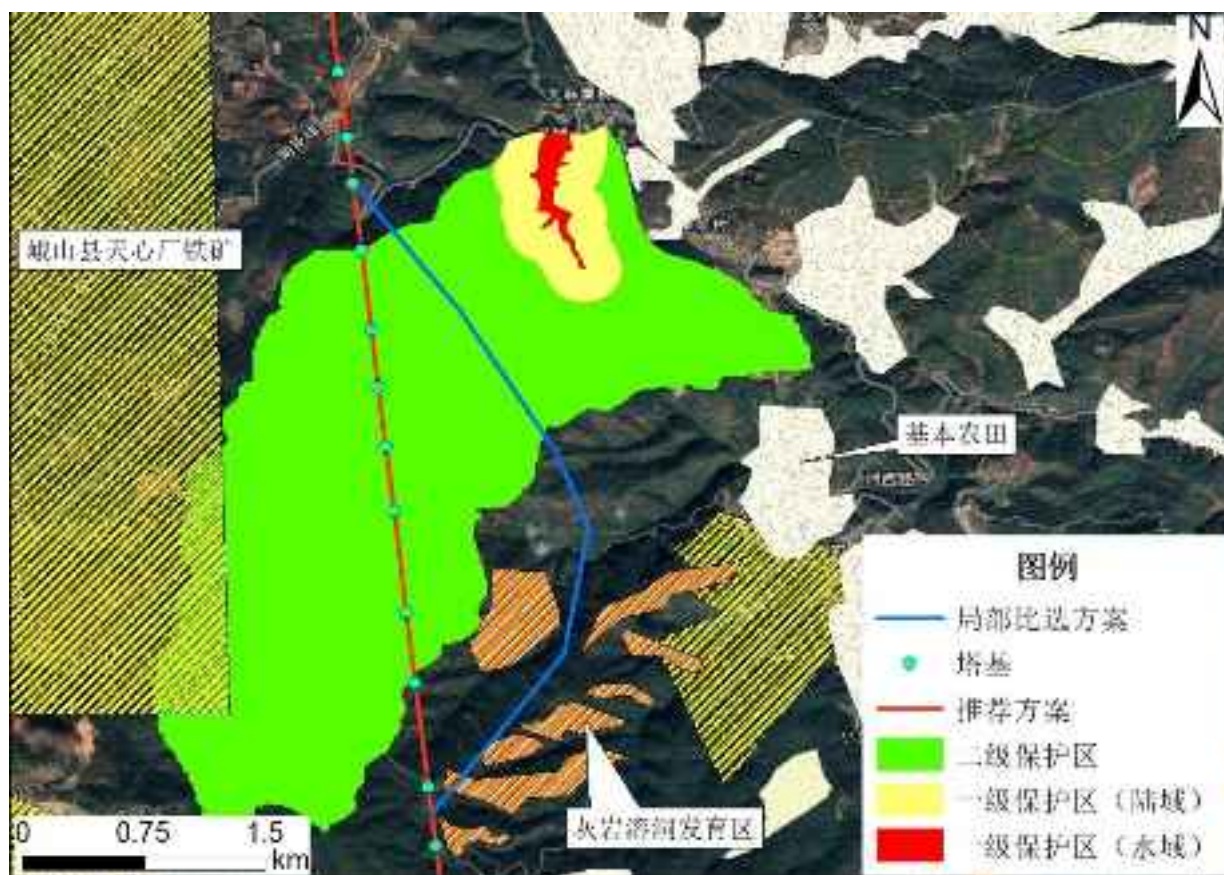 N
峨山县天心厂铁矿
基本农田
图例
局部比选方案
塔基
推荐方案
二级保护区
一级保护区（陆域）
一级保护区（水域）
灰岩溶洞发育区
0 0.75 1.5
km